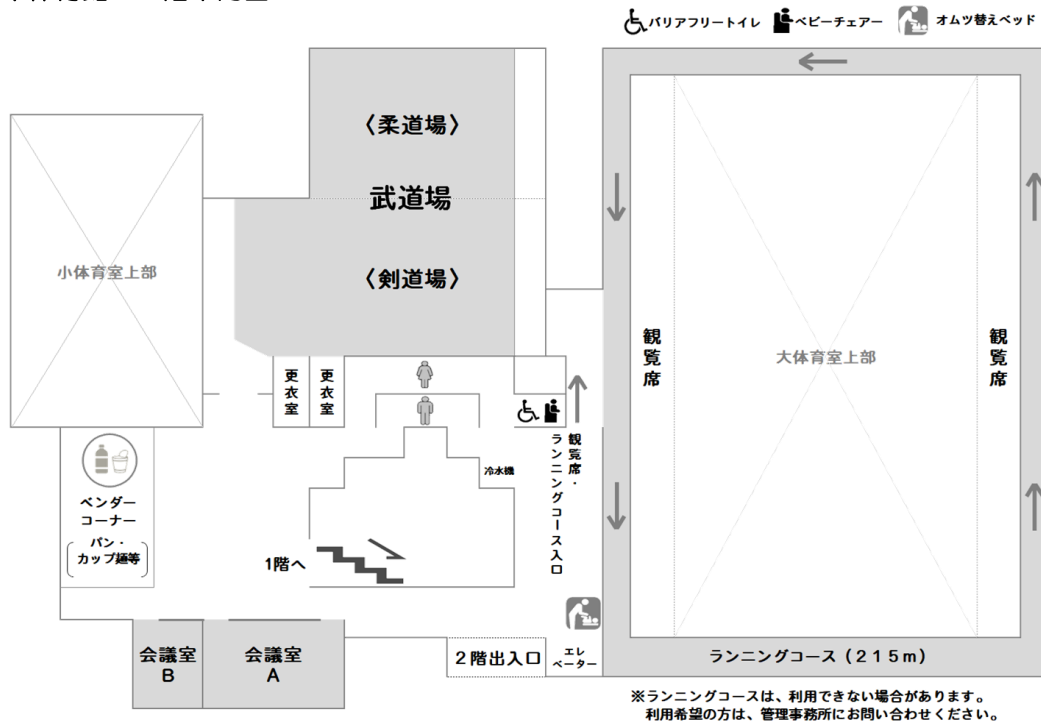 バリアフリートイレ
ベビーチェアー
オムツ替えベッド
〈柔道場〉
武道場
〈剣道場〉
小体育室上部
観覧席
大体育室上部
観覧席
更衣室
更衣室
観覧席・
ランニングコース入口
冷水機
ベンダー
コーナー
パン・
カップ麺等
1階へ
会議室
B
会議室
A
2階出入口
エレ
ベーター
ランニングコース(215m)
※ランニングコースは、利用できない場合があります。
利用希望の方は、管理事務所にお問い合わせください。